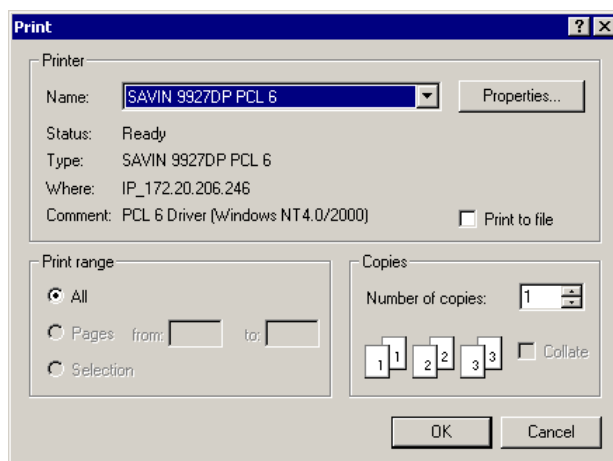 Print
Printer
Name: SAVIN 9927DP PCL 6 Properties...
Status: Ready
Type: SAVIN 9927DP PCL 6
Where: IP_172.20.206.246
Comment: PCL 6 Driver (Windows NT4.0/2000) Print to file
Print range
All
Pages from: to:
Selection
Copies
Number of copies: 1
1 1 2 2 3 3 Collate
OK Cancel